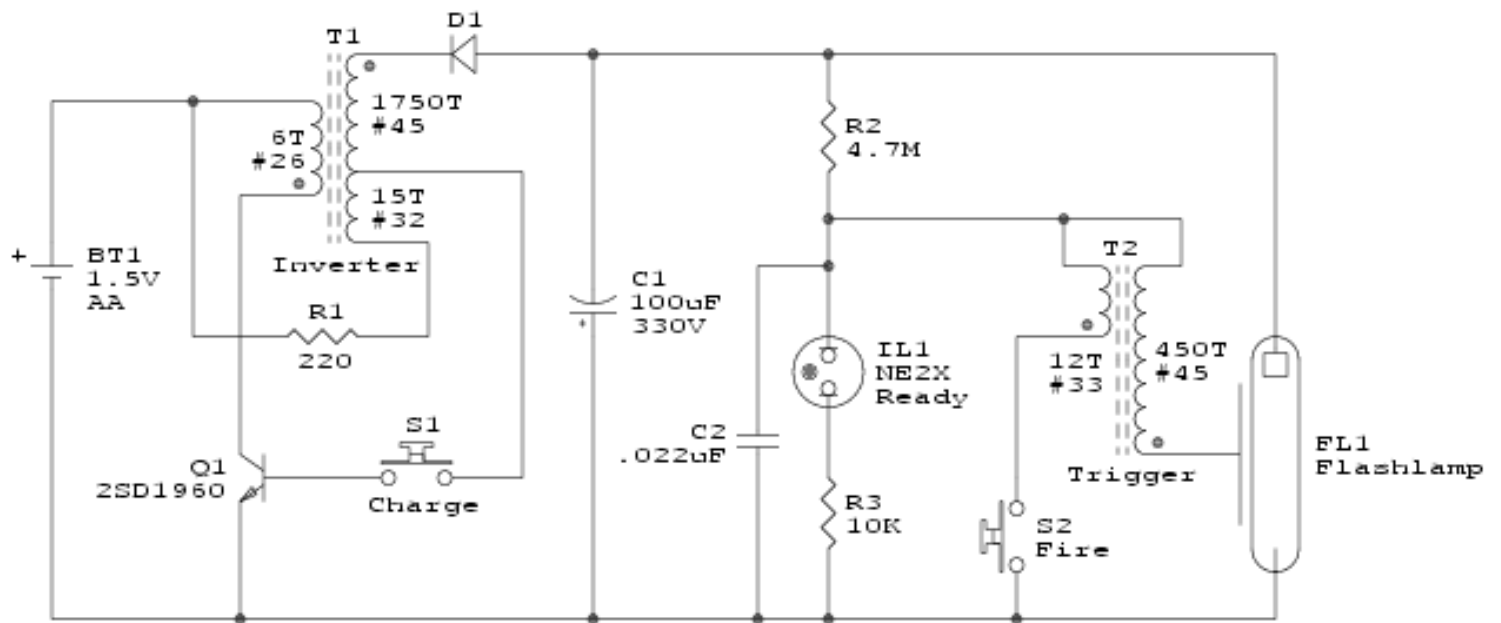 D1
T1
1750T
#45
6T
#26
R2
4.7M
15T
#32
T2
+
BT1
1.5V
AA
Inverter
C1
100uF
330V
+
R1
220
IL1
NE2X
Ready
12T
#33
450T
#45
S1
C2
.022uF
FL1
Flashlamp
Q1
2SD1960
Trigger
Charge
R3
10K
S2
Fire